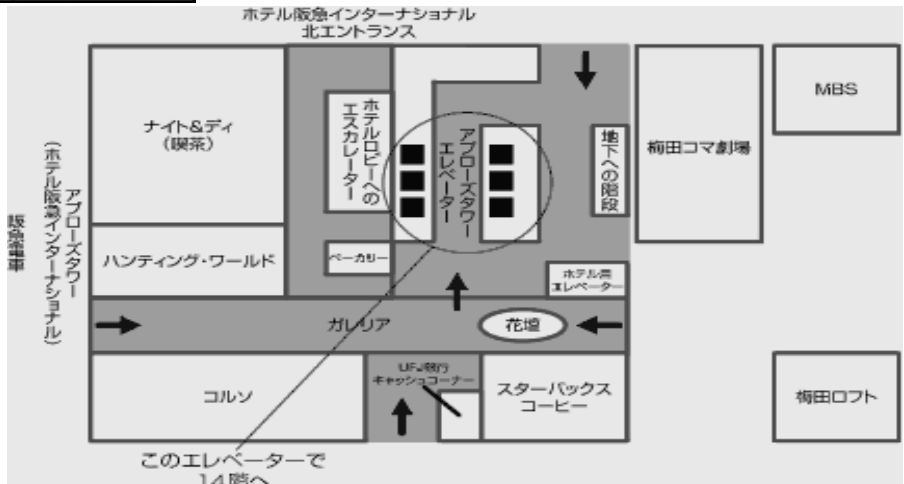 ホテル阪急インターナショナル
北エントランス
ナイト&ディ
(喫茶)
ホテルロビーへの
エスカレーター
アプローズタワー
エレベーター
地下への階段
梅田コマ劇場
MBS
アプローズタワー
(ホテル阪急インターナショナル)
阪急電車
ハンティング・ワールド
ベーカリー
ホテル用
エレベーター
ガレリア
花壇
コルソ
UFJ銀行
キャッシュコーナー
スターバックス
コーヒー
梅田ロフト
このエレベーターで
14階へ